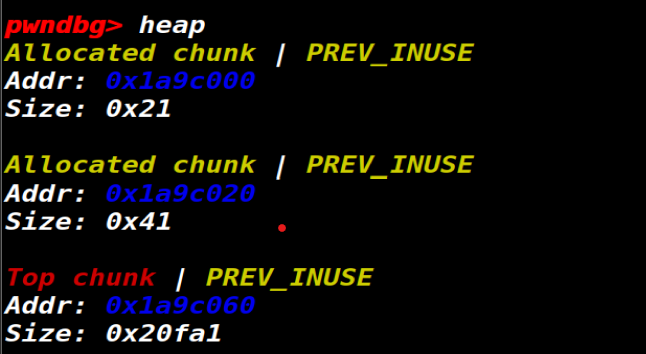 pwndbg> heap
Allocated chunk | PREV_INUSE
Addr: 0x1a9c000
Size: 0x21
Allocated chunk | PREV_INUSE
Addr: 0x1a9c020
Size: 0x41
Top chunk | PREV_INUSE
Addr: 0x1a9c060
Size: 0x20fa1